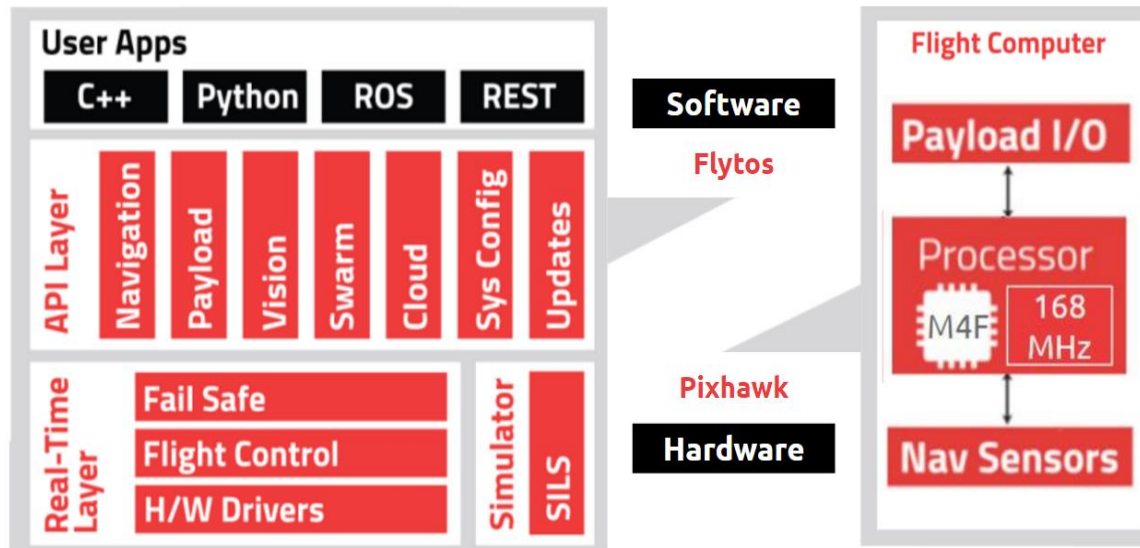 User Apps
C++
Python
ROS
REST
API Layer
Navigation
Payload
Vision
Swarm
Cloud
Sys Config
Updates
Real-Time
Layer
Fail Safe
Flight Control
H/W Drivers
Simulator
SILS
Software
Flytos
Pixhawk
Hardware
Flight Computer
Payload I/O
Processor
M4F
168
MHz
Nav Sensors